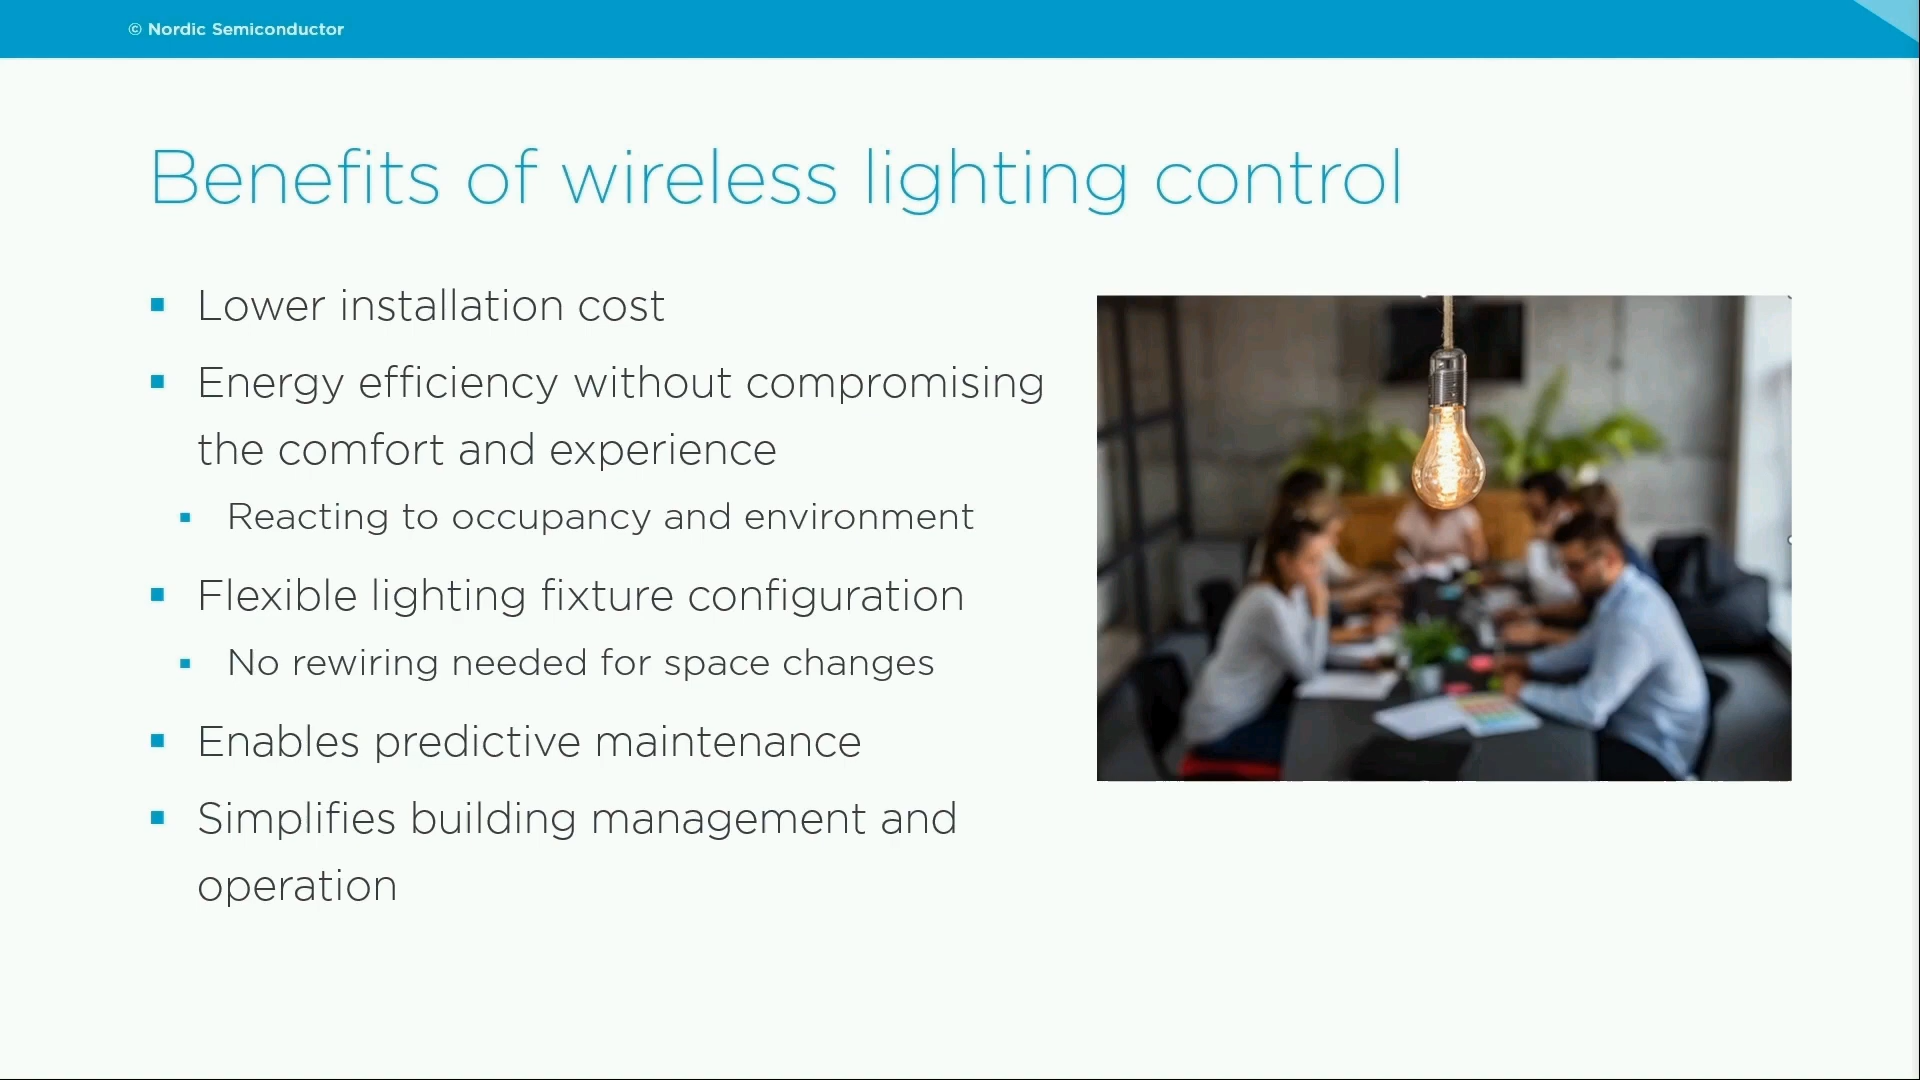 © Nordic Semiconductor
Benefits of wireless lighting control
Lower installation cost
Energy efficiency without compromising
the comfort and experience
Reacting to occupancy and environment
Flexible lighting fixture configuration
No rewiring needed for space changes
Enables predictive maintenance
Simplifies building management and
operation